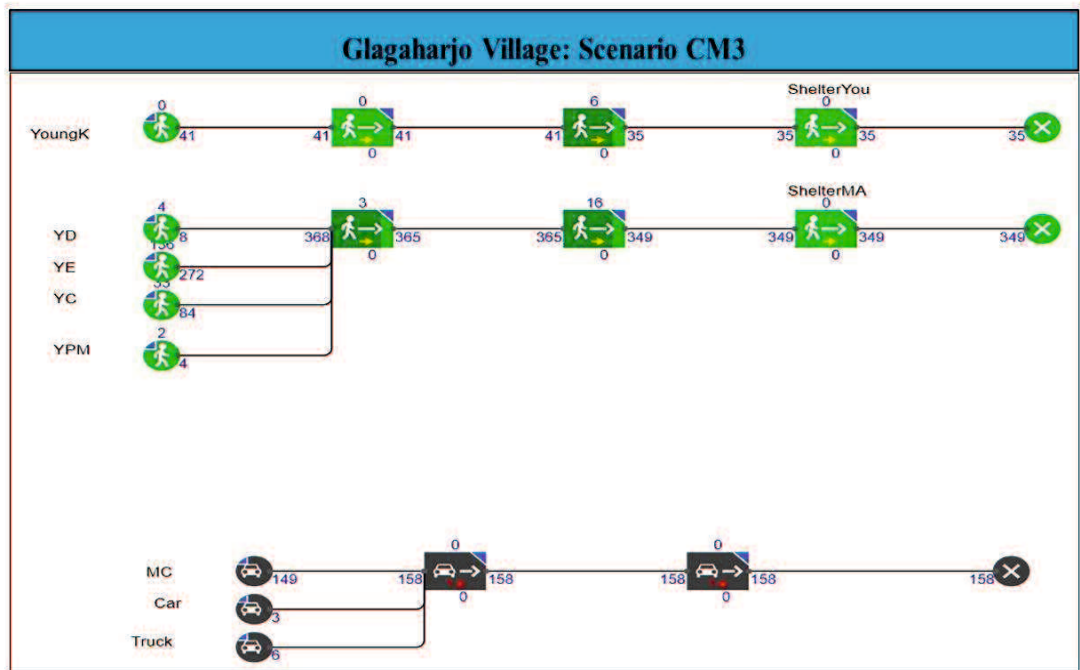 Glagaharjo Village: Scenario CM3
ShelterYou
0 0 6 0
YoungK 41 41 41 41 35 35 35 35
0 0 0
ShelterMA
4 3 16 0
YD 8 368 365 365 349 349 349 349
0 0 0
YE 272
YC 84
2
YPM 4
0 0
MC 149 158 158 158 158 158
0 0
Car 3
Truck 6